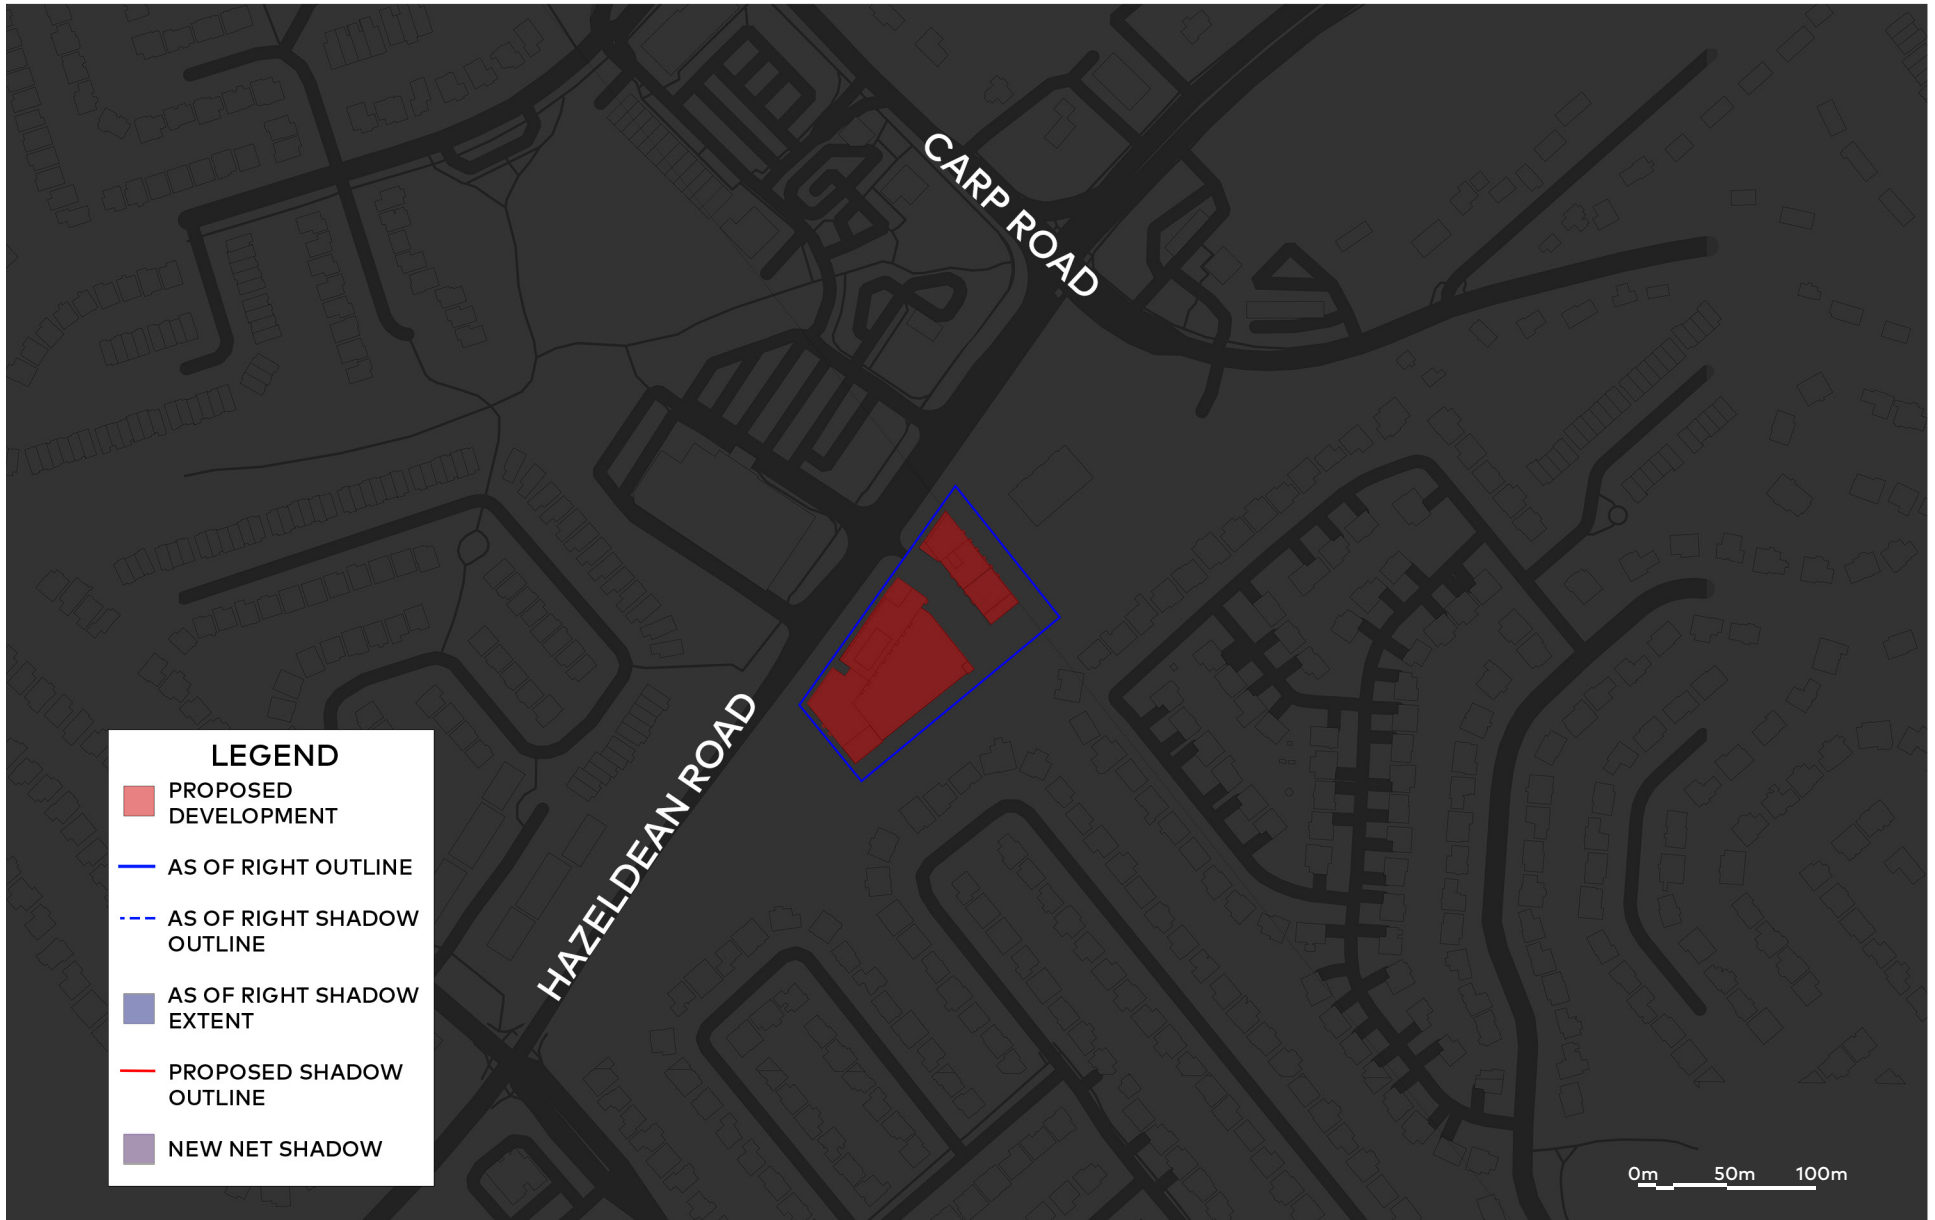 CARP ROAD
HAZELDEAN ROAD
LEGEND
PROPOSED
DEVELOPMENT
AS OF RIGHT OUTLINE
AS OF RIGHT SHADOW
OUTLINE
AS OF RIGHT SHADOW
EXTENT
PROPOSED SHADOW
OUTLINE
NEW NET SHADOW
0m 50m 100m